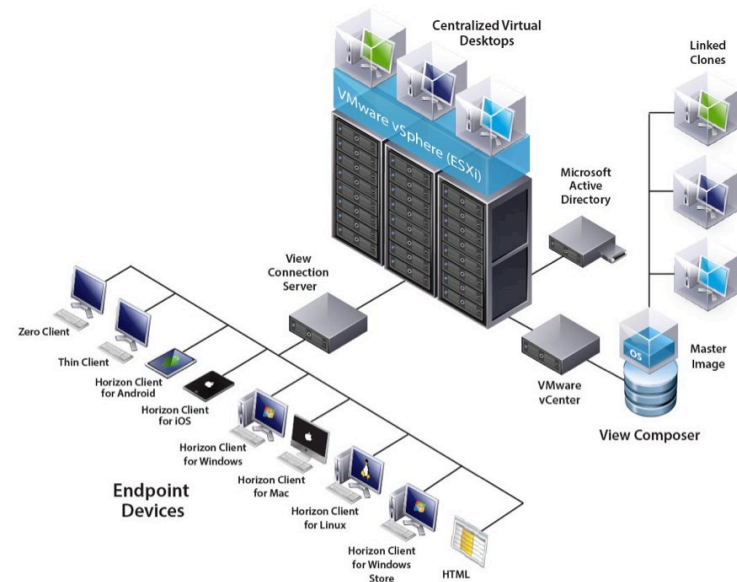 Centralized Virtual
Desktops
Linked
Clones
VMware vSphere (ESXi)
Microsoft
Active
Directory
View
Connection
Server
Zero Client
Thin Client
Horizon Client
for Android
Horizon Client
for iOS
Horizon Client
for Windows
Horizon Client
for Mac
Horizon Client
for Linux
Horizon Client
for Windows
Store
HTML
Endpoint
Devices
VMware
vCenter
OS
Master
Image
View Composer